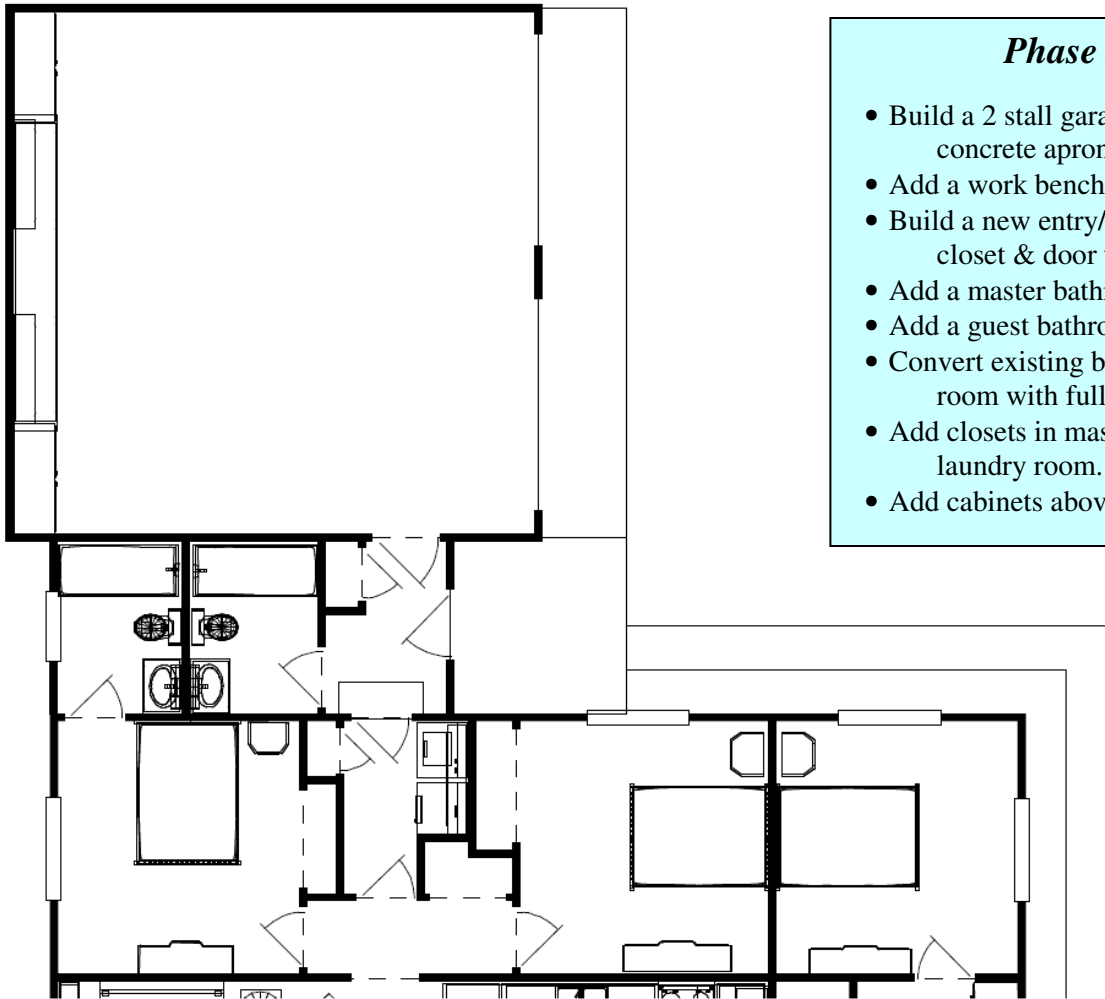 Phase
• Build a 2 stall gara
concrete apron
• Add a work bench
• Build a new entry/
closet & door
• Add a master bath
• Add a guest bathro
• Convert existing b
room with full
• Add closets in mas
laundry room.
• Add cabinets abov